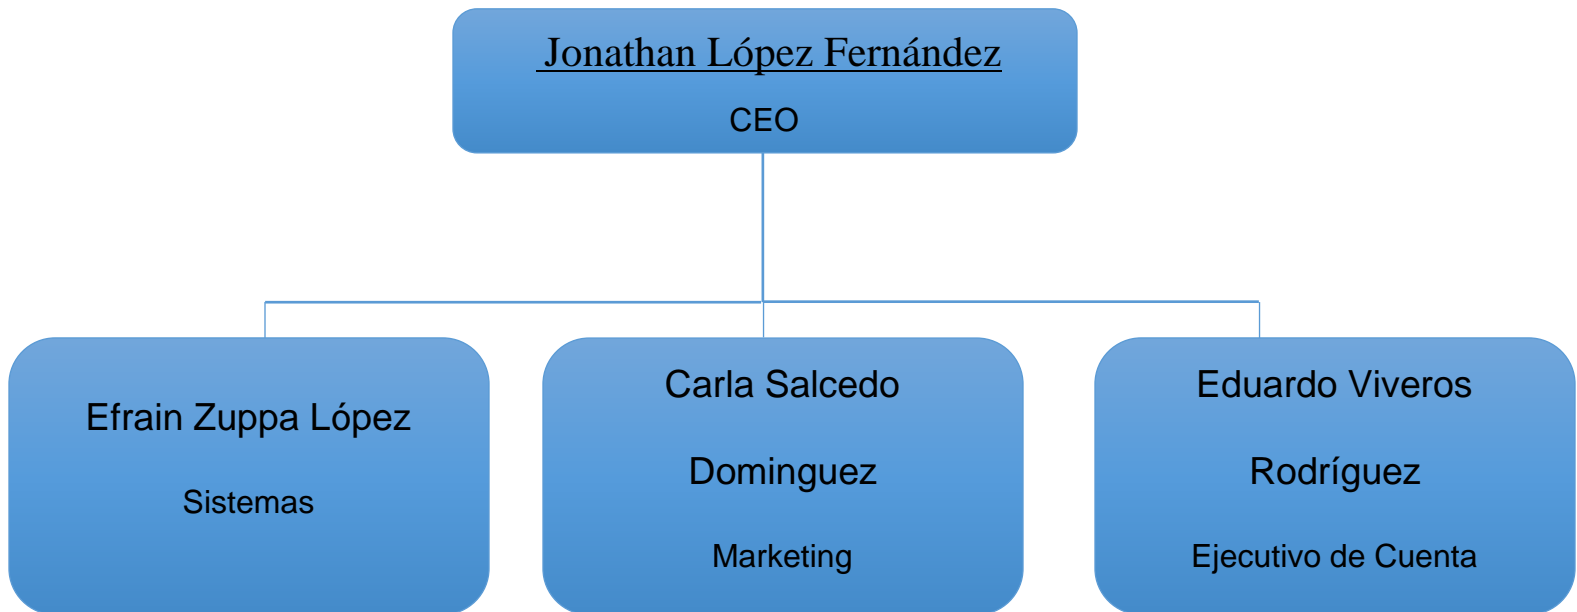 Jonathan López Fernández
CEO
Efrain Zuppa López
Sistemas
Carla Salcedo
Dominguez
Marketing
Eduardo Viveros
Rodríguez
Ejecutivo de Cuenta